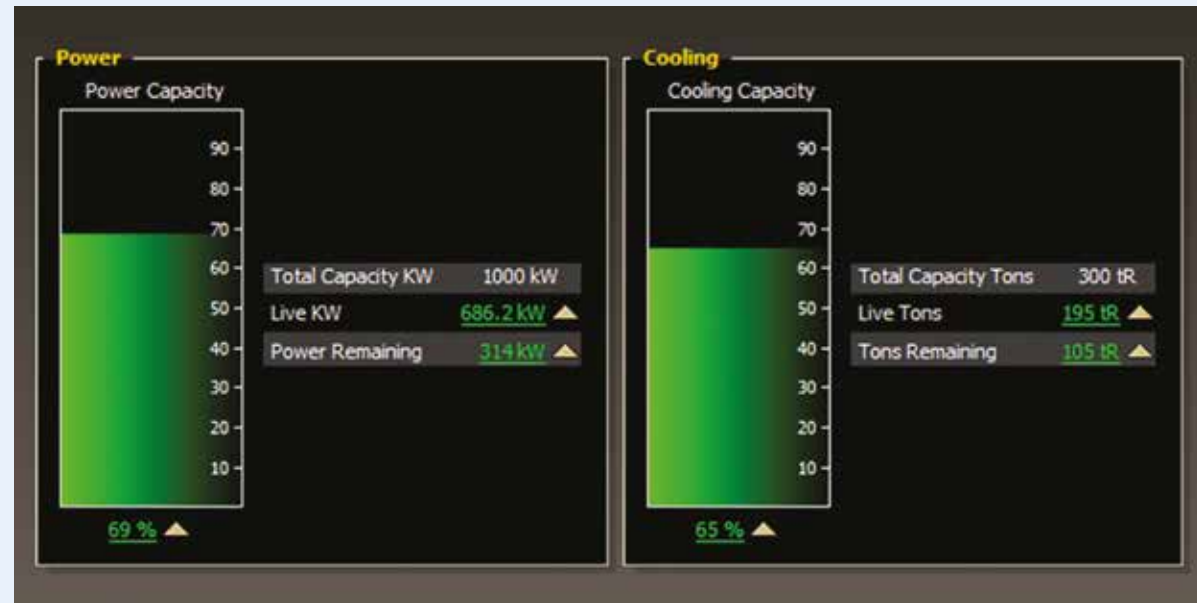 Power
Power Capacity
90
80
70
60
50
40
30
20
10
Total Capacity KW 1000 kW
Live KW 686.2 kW
Power Remaining 314 kW
69 %
Cooling
Cooling Capacity
90
80
70
60
50
40
30
20
10
Total Capacity Tons 300 tR
Live Tons 195 tR
Tons Remaining 105 tR
65 %